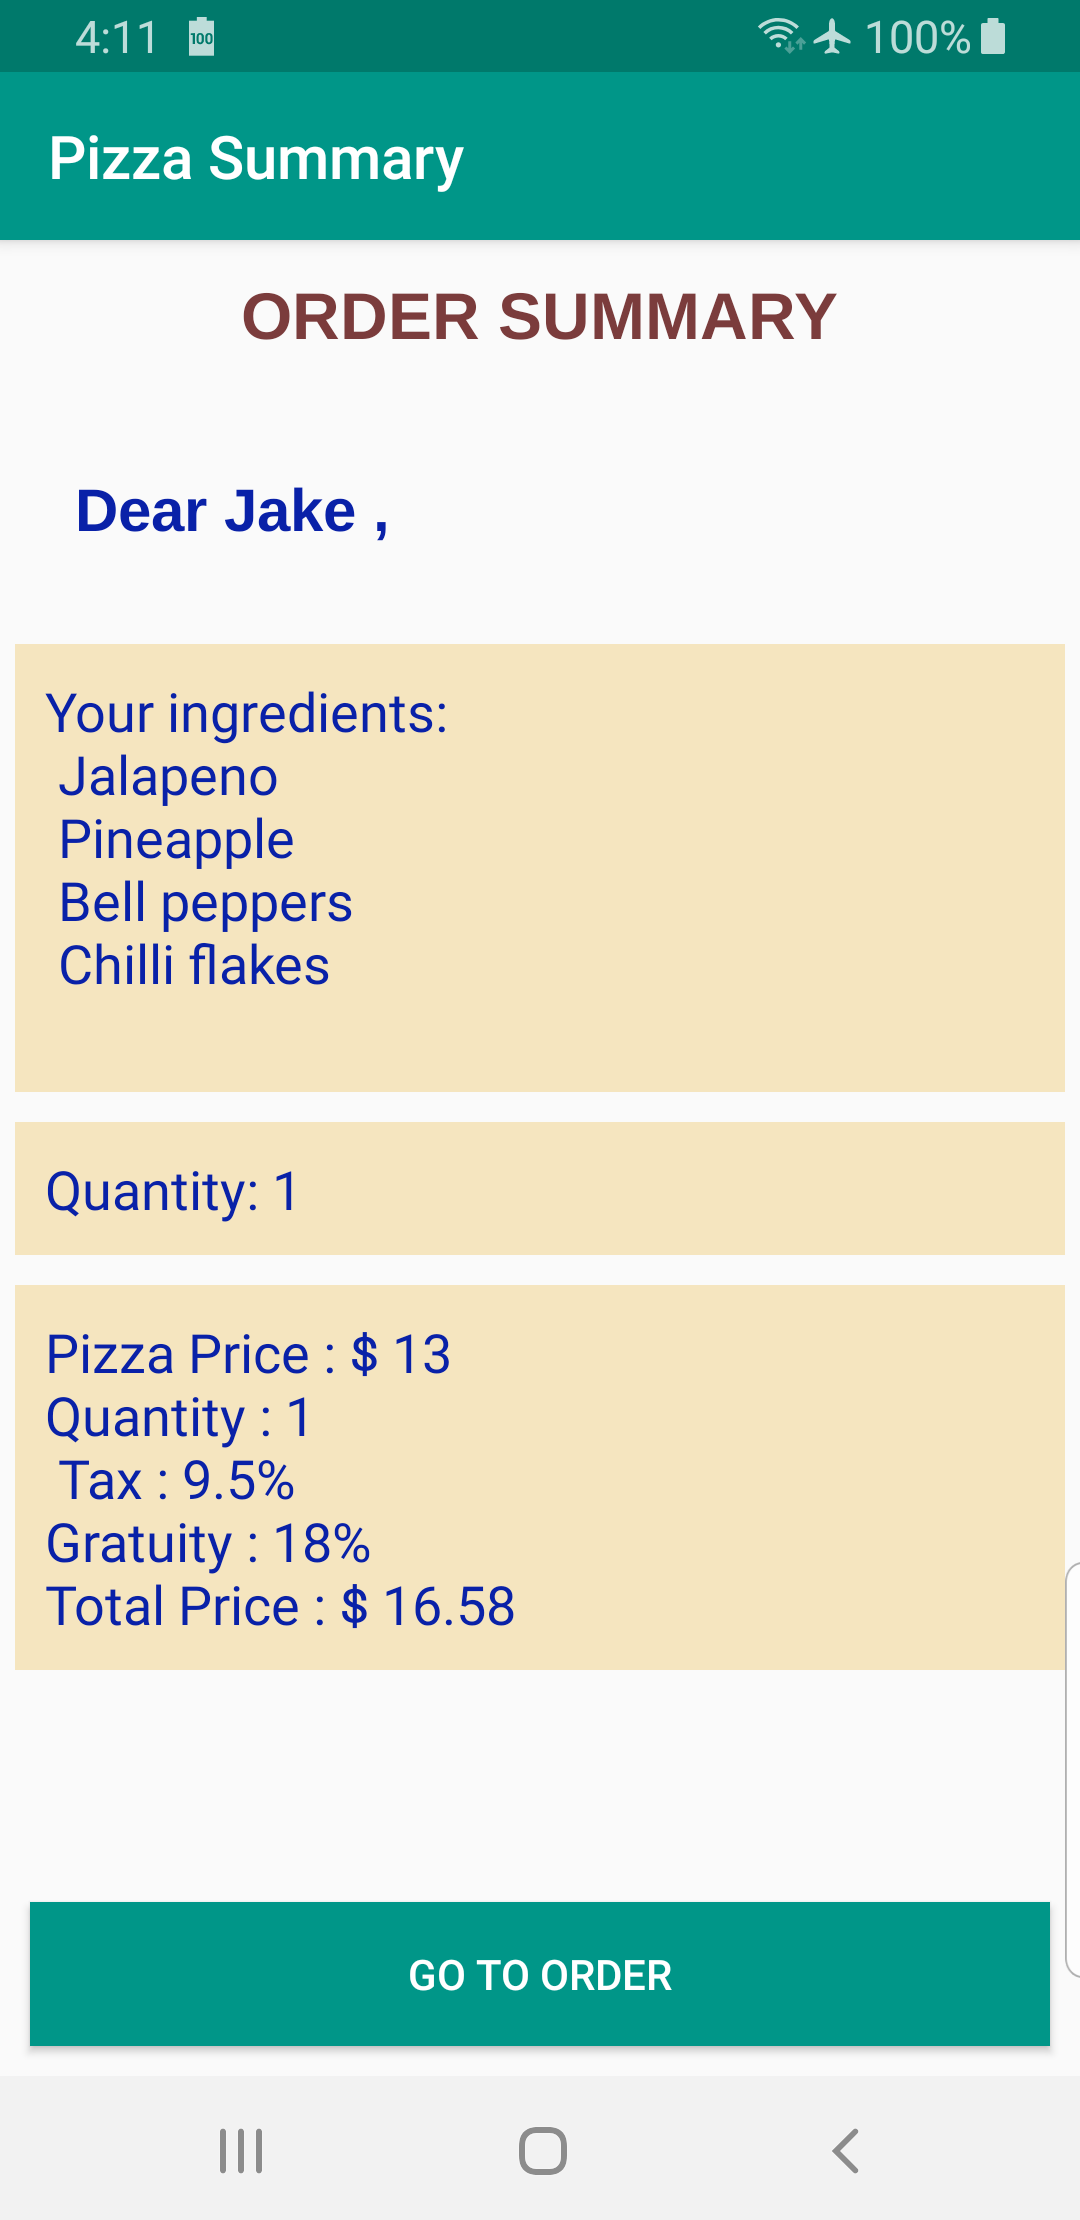 4:11 100 100%
Pizza Summary
ORDER SUMMARY
Dear Jake ,
Your ingredients:
Jalapeno
Pineapple
Bell peppers
Chilli flakes
Quantity: 1
Pizza Price : $ 13
Quantity : 1
Tax : 9.5%
Gratuity : 18%
Total Price : $ 16.58
GO TO ORDER